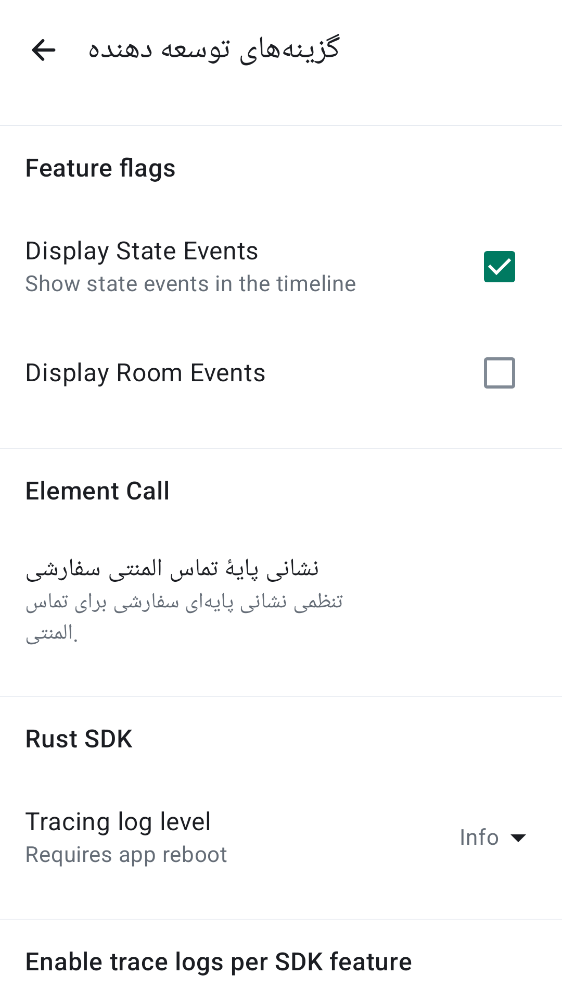 گزینه‌های توسعه دهنده
Feature flags
Display State Events
Show state events in the timeline
Display Room Events
Element Call
نشانی پایهٔ تماس المنتی سفارشی
تنظمی نشانی پایه‌ای سفارشی برای تماس
المنتی.
Rust SDK
Tracing log level
Requires app reboot
Info
Enable trace logs per SDK feature